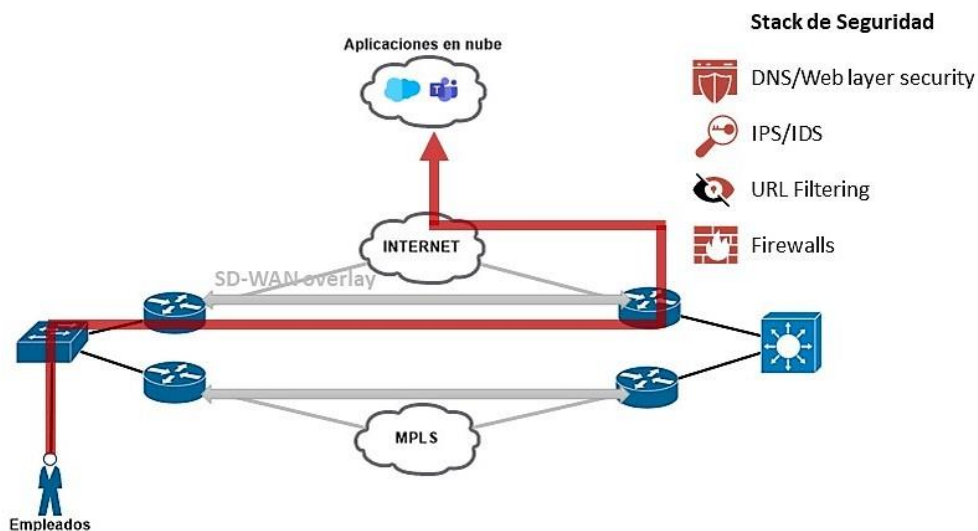 Stack de Seguridad
Aplicaciones en nube
DNS/Web layer security
IPS/IDS
URL Filtering
INTERNET
Firewalls
SD-WAN overlay
MPLS
Empleados